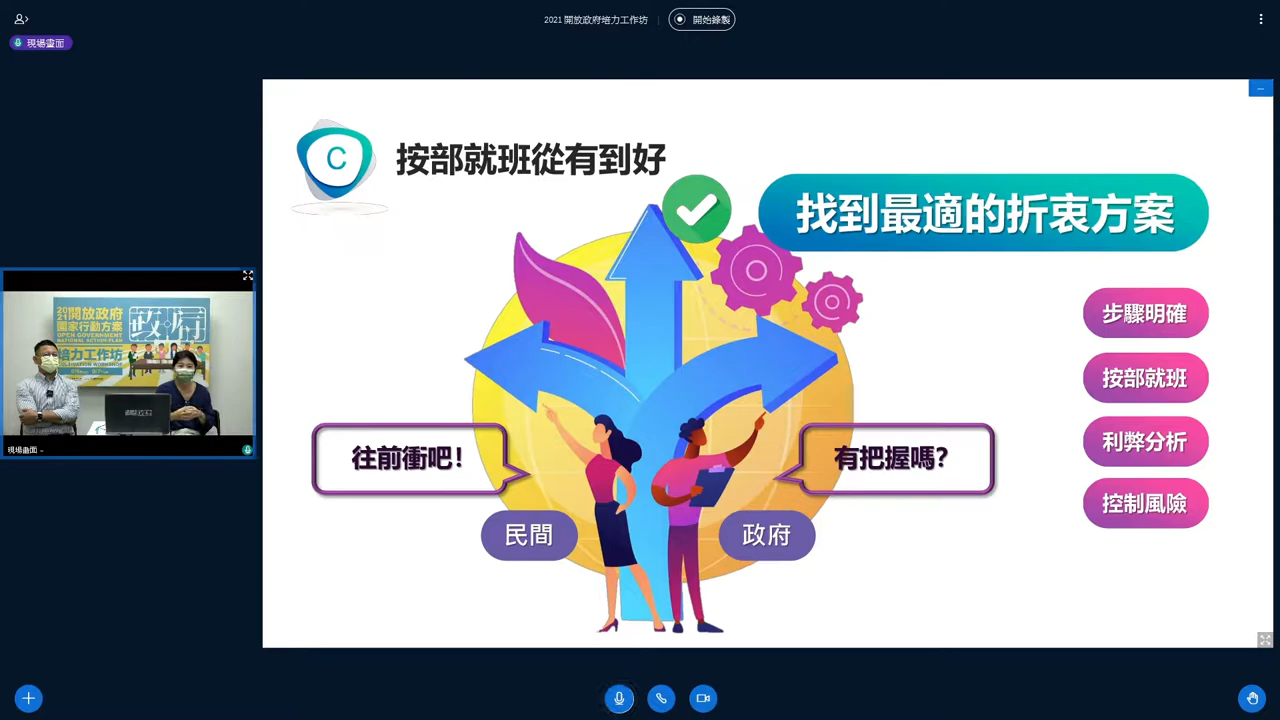 2021 開放政府培力工作坊
開始錄製
現場畫面
C
按部就班從有到好
找到最適的折衷方案
步驟明確
按部就班
利弊分析
控制風險
往前衝吧！
有把握嗎？
民間
政府
2021開放政府
國家行動方案
OPEN GOVERNMENT
NATIONAL ACTION PLAN
培力工作坊
政府
現場畫面